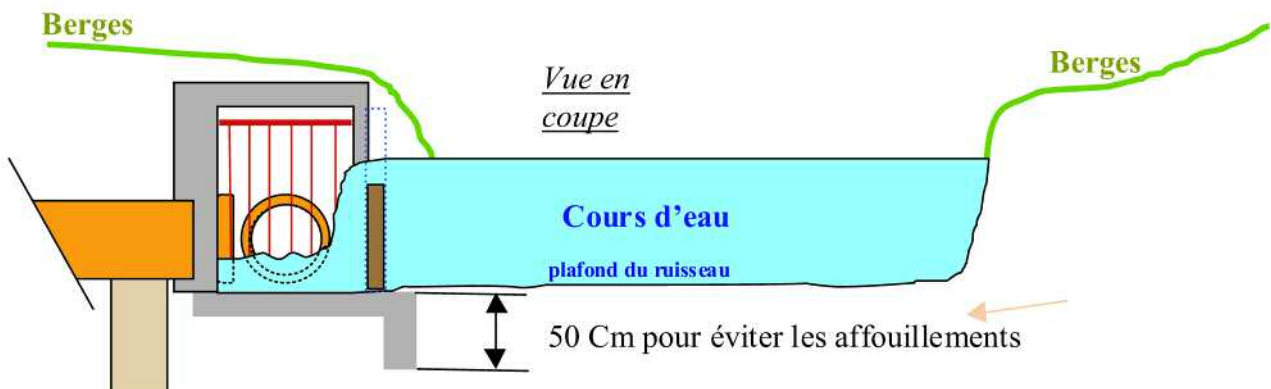 Berges
Vue en
coupe
Berges
Cours d'eau
plafond du ruisseau
50 Cm pour éviter les affouillements